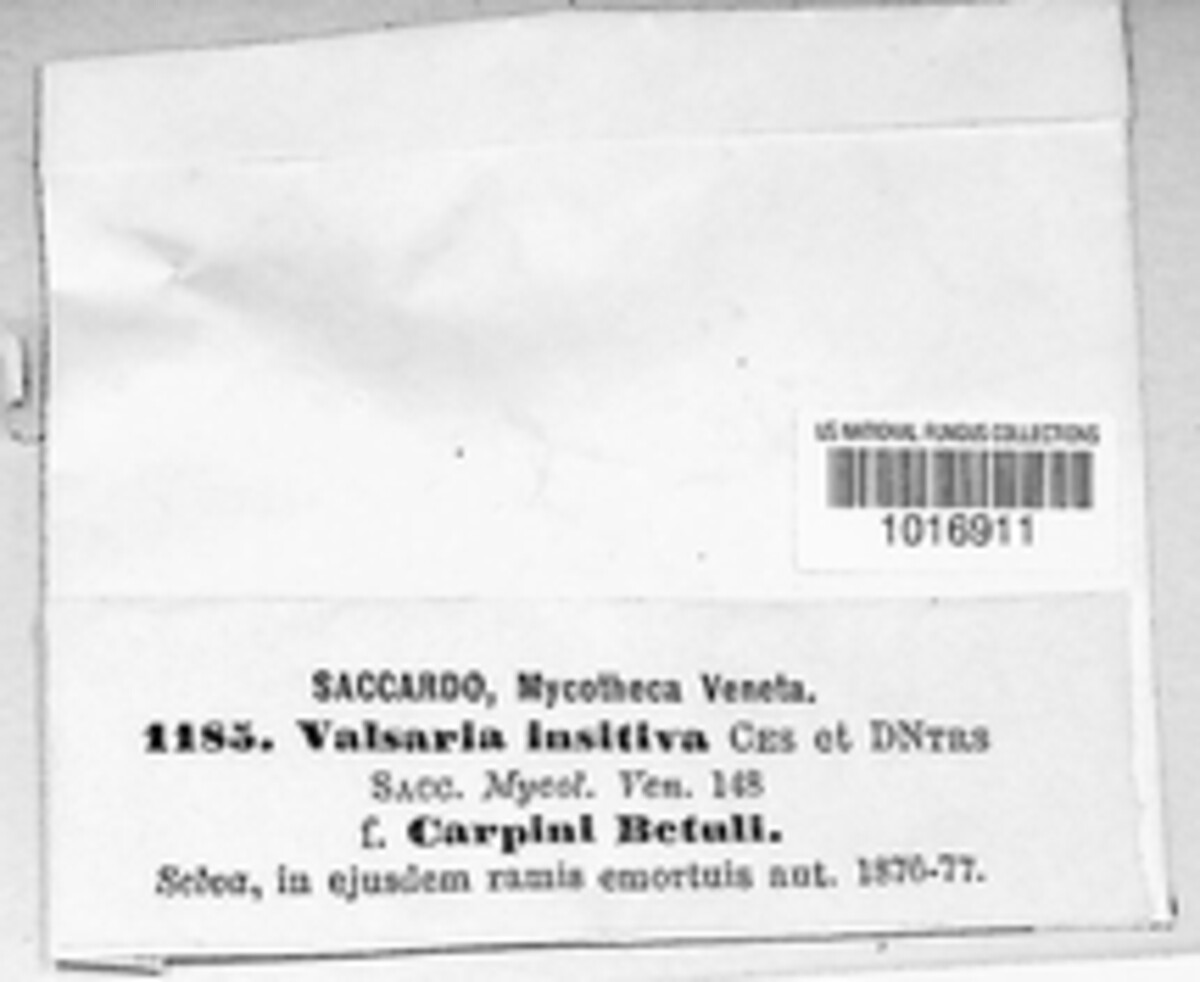 US NATIONAL FUNGUS COLLECTIONS
1016911
SACCARDO, Mycotheca Veneta.
1185. Valsaria insitiva CES et DNTRS
SACC. Mycol. Ven. 148
f. Carpini Betuli.
Selva, in ejusdem ramis emortuis aut. 1876-77.